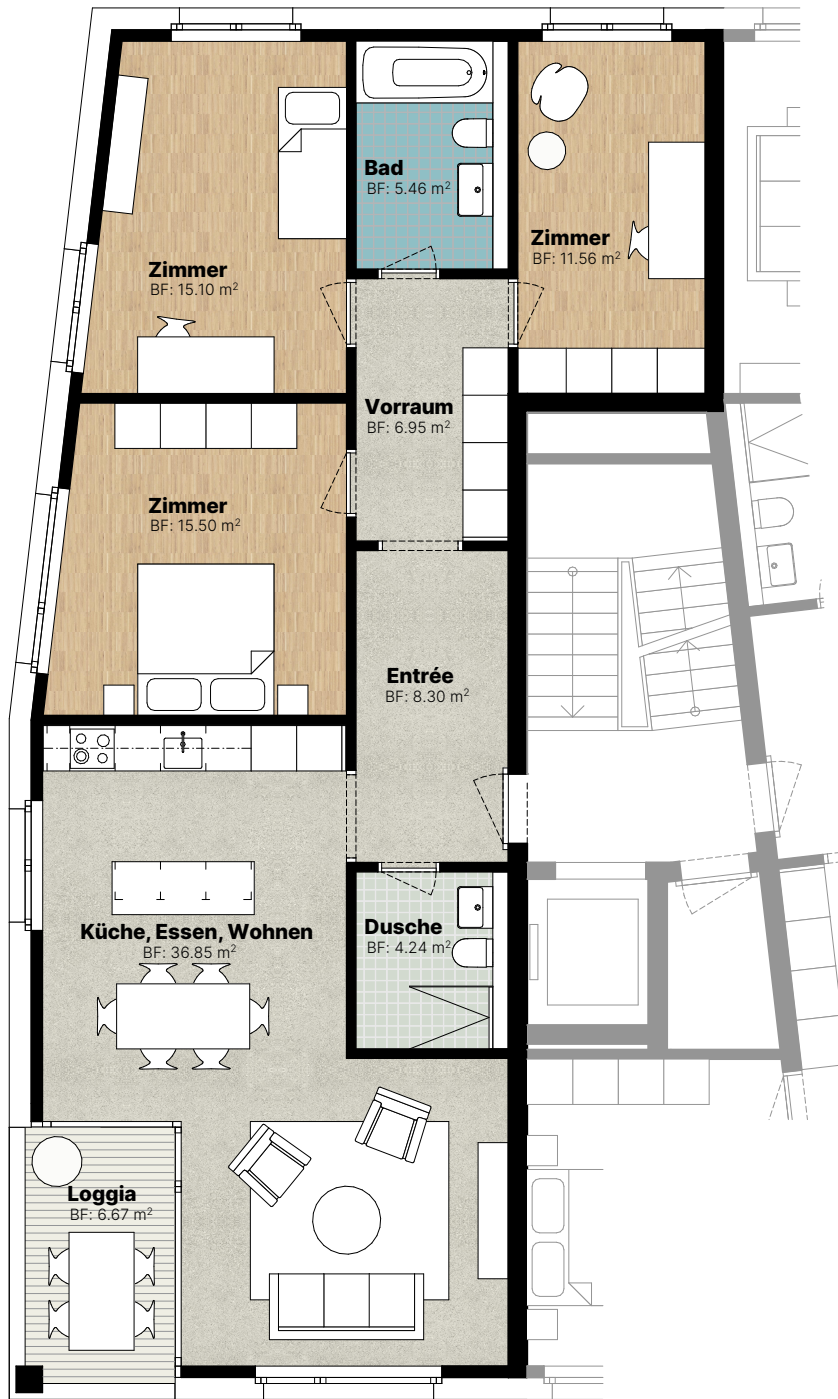 Bad
BF: 5.46 m²
Zimmer
BF: 11.56 m²
Zimmer
BF: 15.10 m²
Vorraum
BF: 6.95 m²
Zimmer
BF: 15.50 m²
Entrée
BF: 8.30 m²
Küche, Essen, Wohnen
BF: 36.85 m²
Dusche
BF: 4.24 m²
Loggia
BF: 6.67 m²